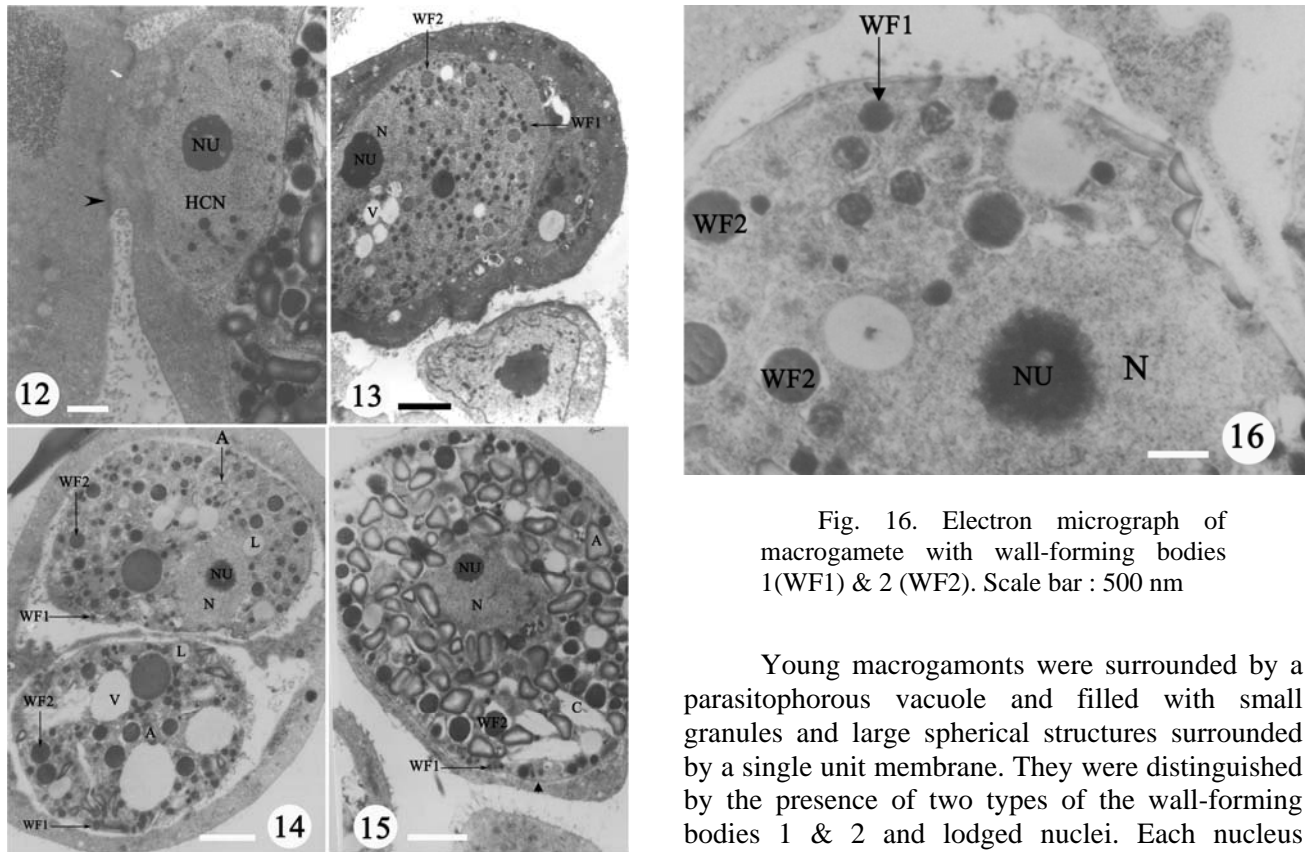 NU
HCN
12
WF2
N
NU
WF1
V
13
A
WF2
L
NU
N
WF1
L
WF2
V
A
WF1
14
A
NU
N
C
WF2
WF1
15
WF1
WF2
WF2
NU
N
16
Fig. 16. Electron micrograph of
macrogamete with wall-forming bodies
1(WF1) & 2 (WF2). Scale bar : 500 nm
Young macrogamonts were surrounded by a
parasitophorous vacuole and filled with small
granules and large spherical structures surrounded
by a single unit membrane. They were distinguished
by the presence of two types of the wall-forming
bodies 1 & 2 and lodged nuclei. Each nucleus